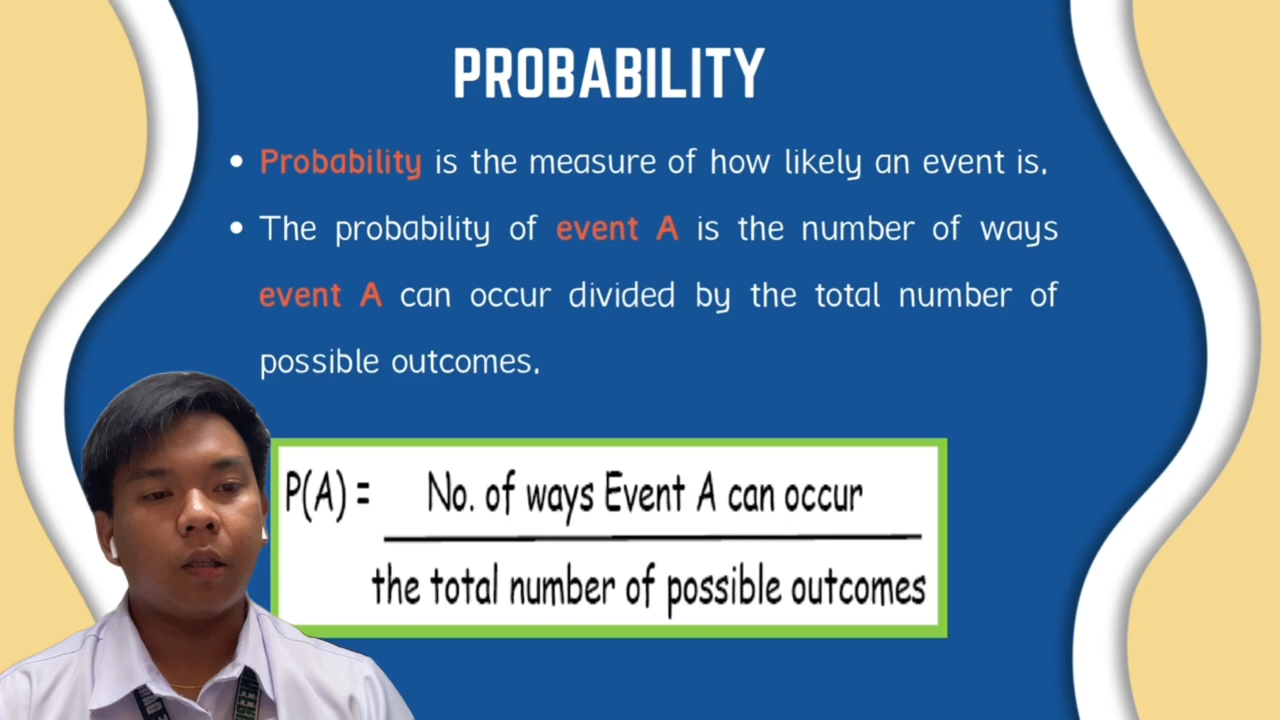 PROBABILITY
• Probability is the measure of how likely an event is.
• The probability of event A is the number of ways
event A can occur divided by the total number of
possible outcomes.
P(A) = No. of ways Event A can occur
the total number of possible outcomes